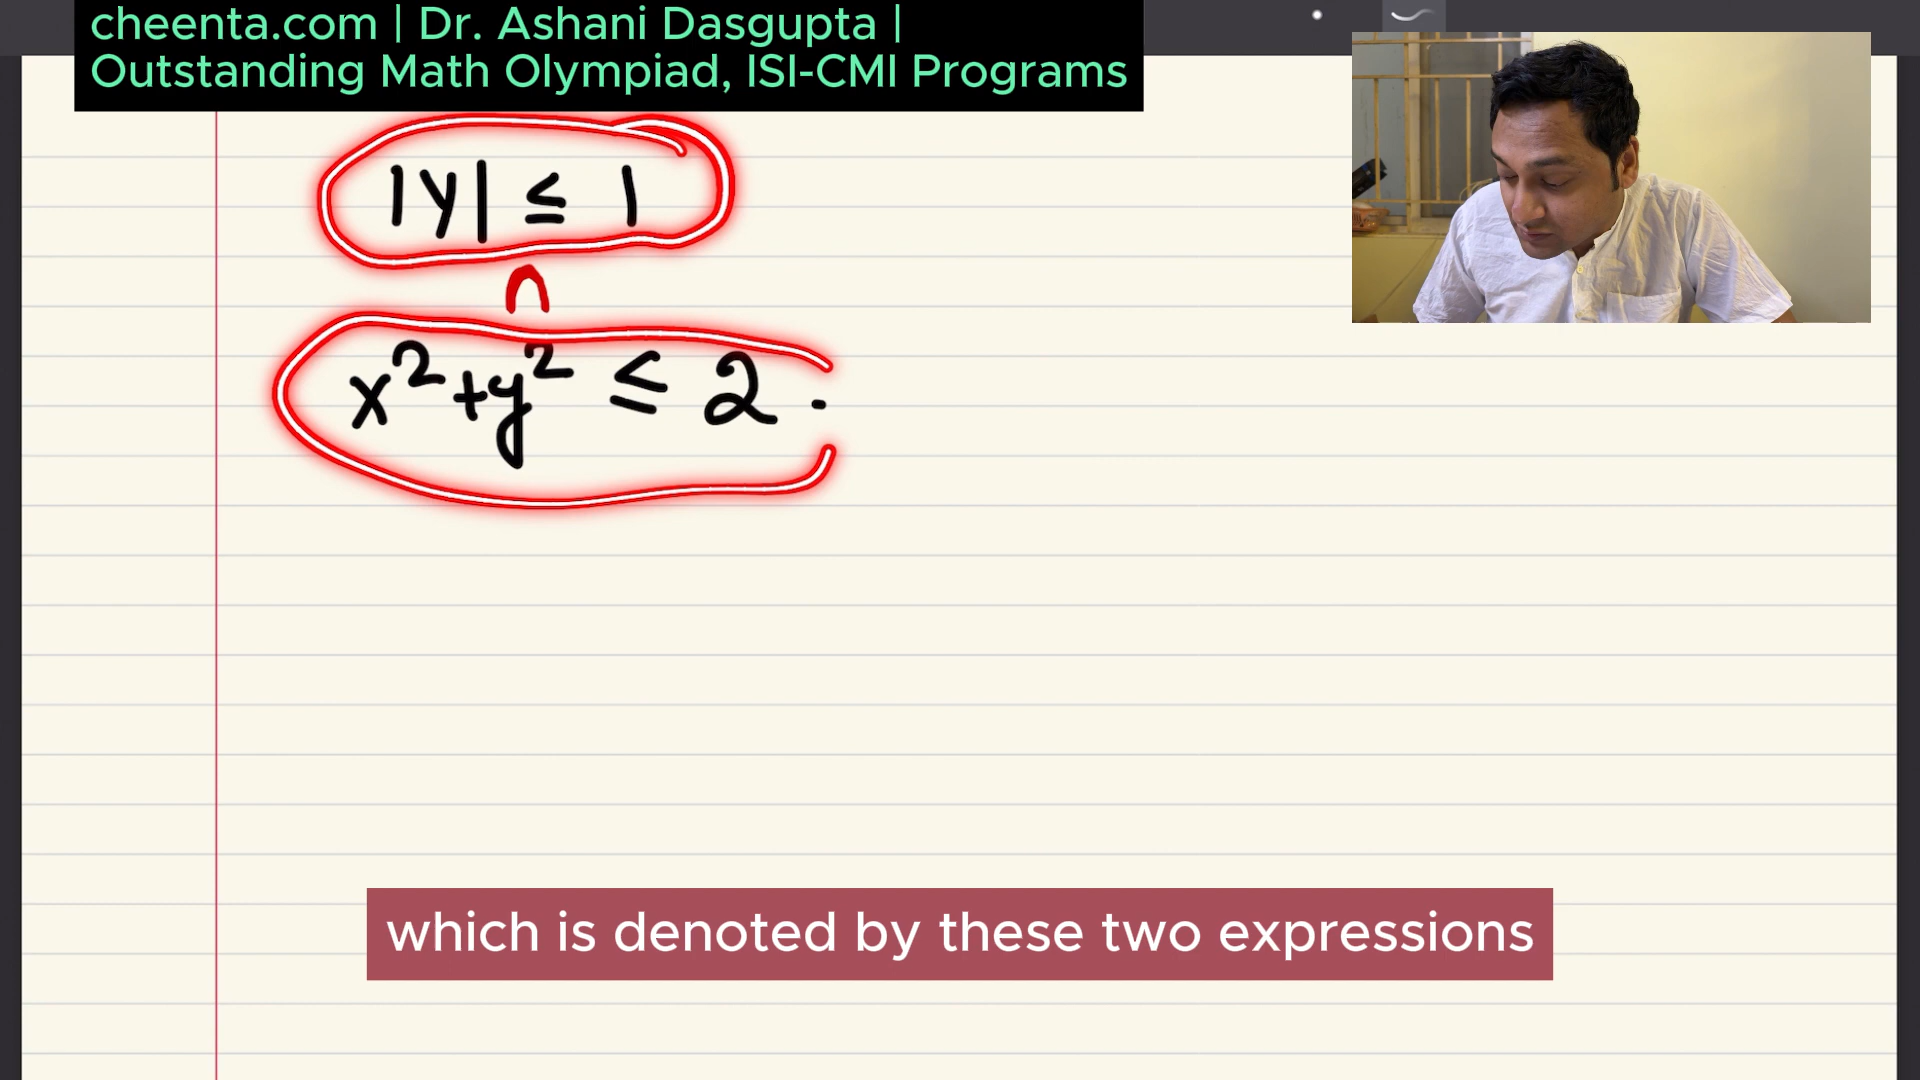 cheenta.com | Dr. Ashani Dasgupta |
Outstanding Math Olympiad, ISI-CMI Programs
|y| ≤ 1
∩
x²+y² ≤ 2.
which is denoted by these two expressions